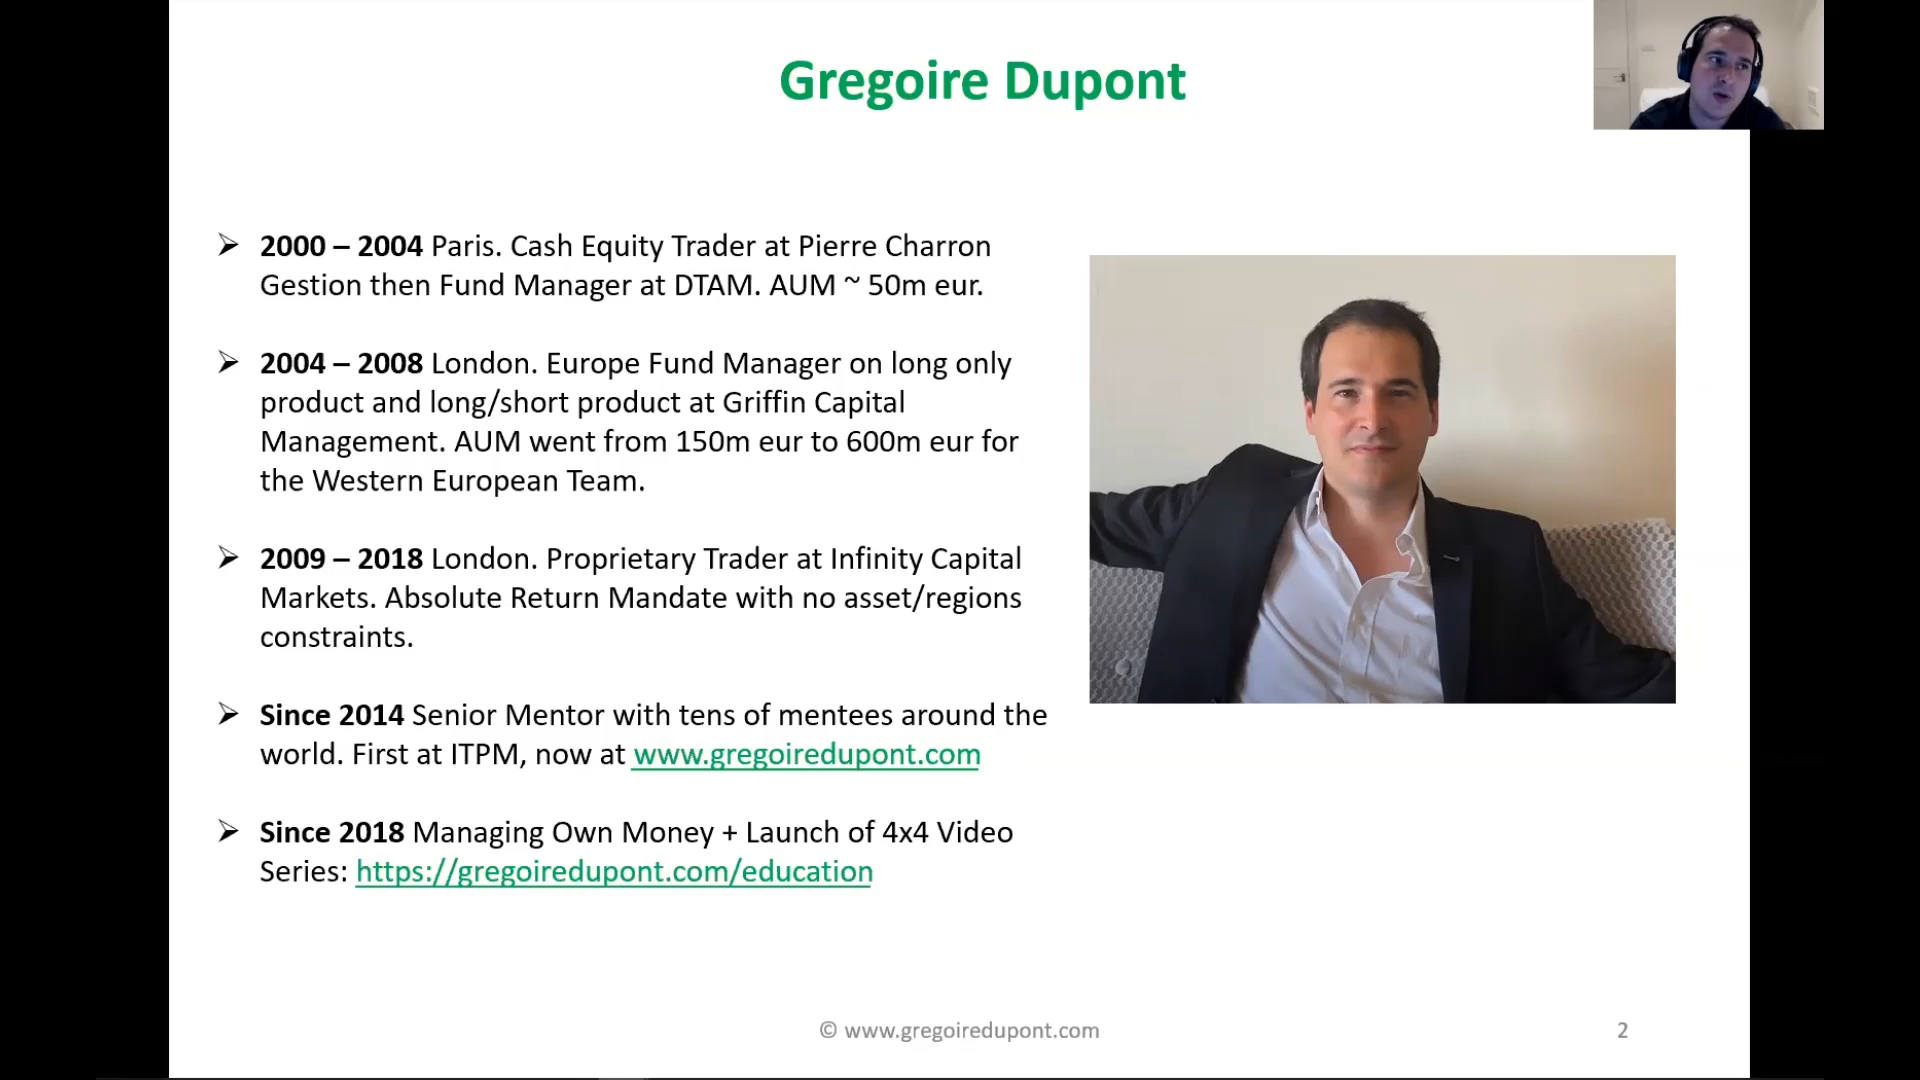 Gregoire Dupont
➢ 2000 – 2004 Paris. Cash Equity Trader at Pierre Charron
Gestion then Fund Manager at DTAM. AUM ~ 50m eur.
➢ 2004 – 2008 London. Europe Fund Manager on long only
product and long/short product at Griffin Capital
Management. AUM went from 150m eur to 600m eur for
the Western European Team.
➢ 2009 – 2018 London. Proprietary Trader at Infinity Capital
Markets. Absolute Return Mandate with no asset/regions
constraints.
➢ Since 2014 Senior Mentor with tens of mentees around the
world. First at ITPM, now at www.gregoiredupont.com
➢ Since 2018 Managing Own Money + Launch of 4x4 Video
Series: https://gregoiredupont.com/education
© www.gregoiredupont.com
2